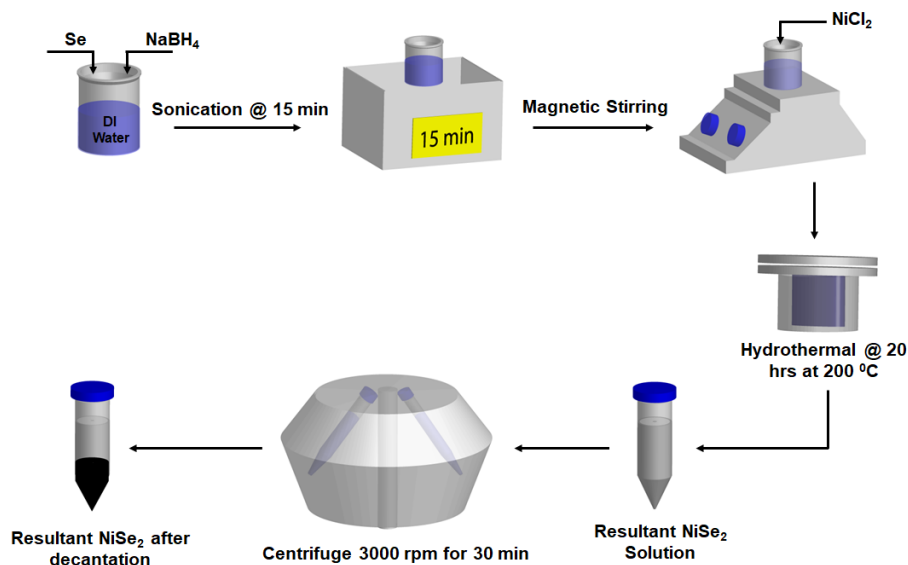 Se
NaBH₄
NiCl₂
DI
Water
Sonication @ 15 min
15 min
Magnetic Stirring
Hydrothermal @ 20
hrs at 200 ⁰C
Resultant NiSe₂ after
decantation
Centrifuge 3000 rpm for 30 min
Resultant NiSe₂
Solution